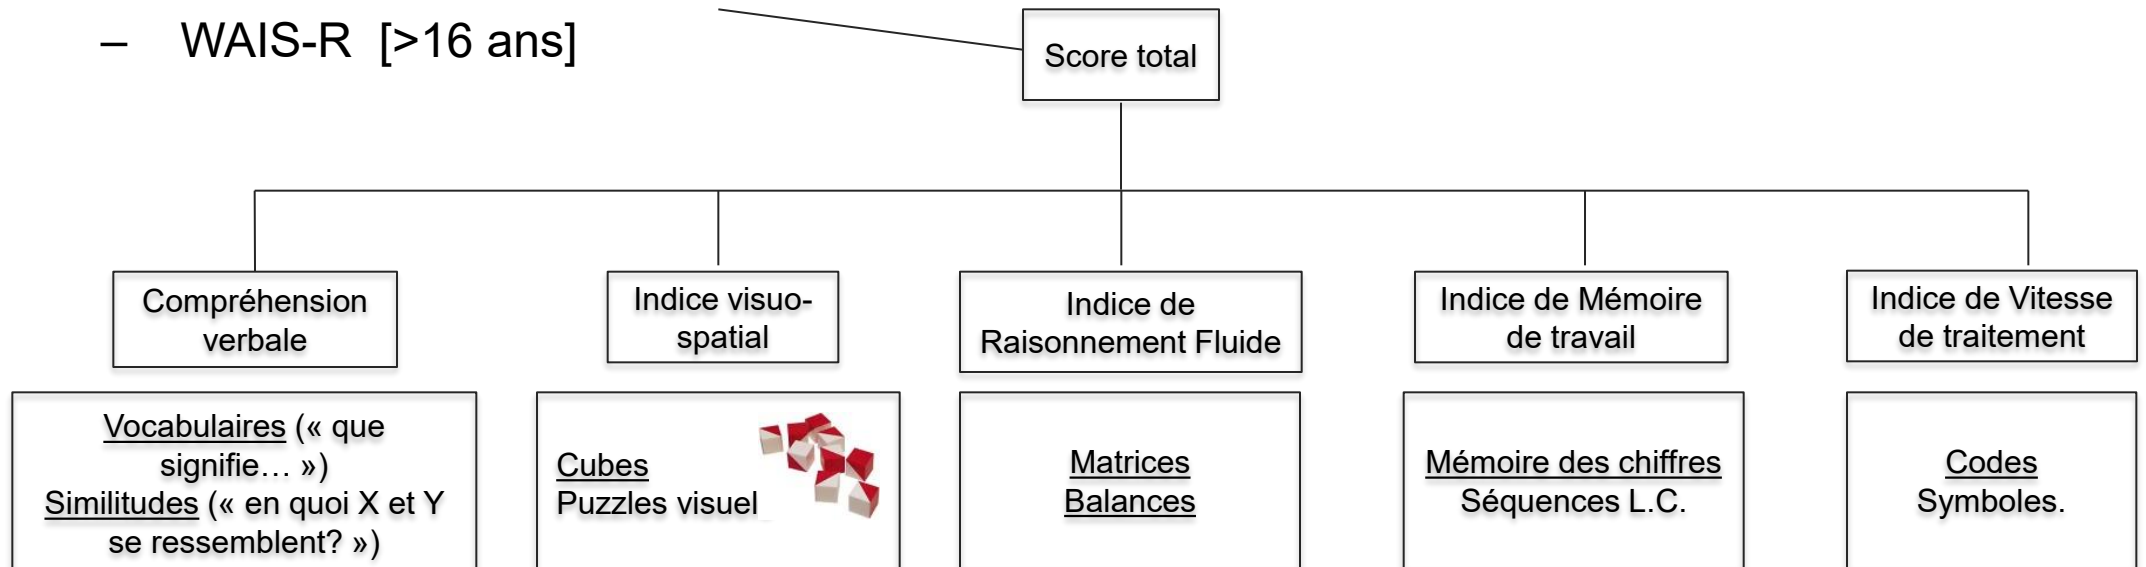 – WAIS-R [>16 ans]
Score total
Compréhension
verbale
Indice visuo-
spatial
Indice de
Raisonnement Fluide
Indice de Mémoire
de travail
Indice de Vitesse
de traitement
Vocabulaires (« que
signifie… »)
Similitudes (« en quoi X et Y
se ressemblent? »)
Cubes
Puzzles visuel
Matrices
Balances
Mémoire des chiffres
Séquences L.C.
Codes
Symboles.